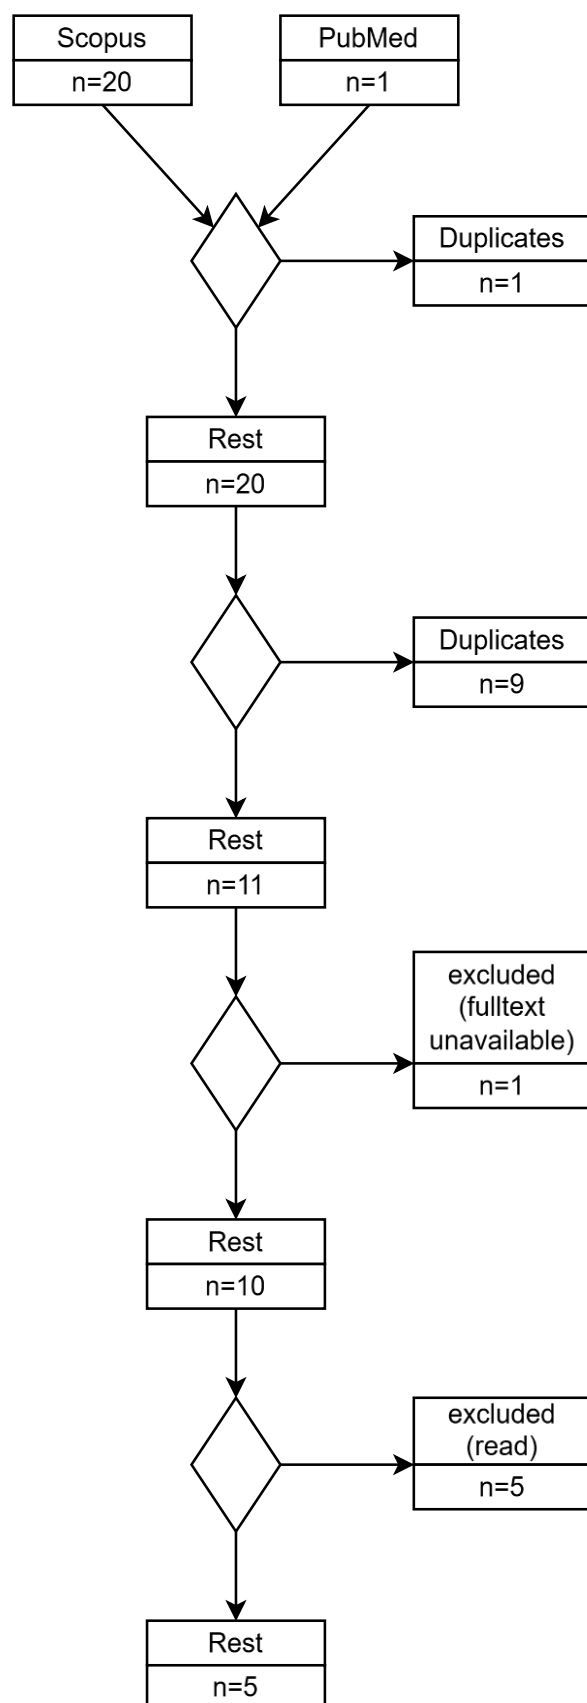 Scopus
n=20
PubMed
n=1
Duplicates
n=1
Rest
n=20
Duplicates
n=9
Rest
n=11
excluded
(fulltext
unavailable)
n=1
Rest
n=10
excluded
(read)
n=5
Rest
n=5